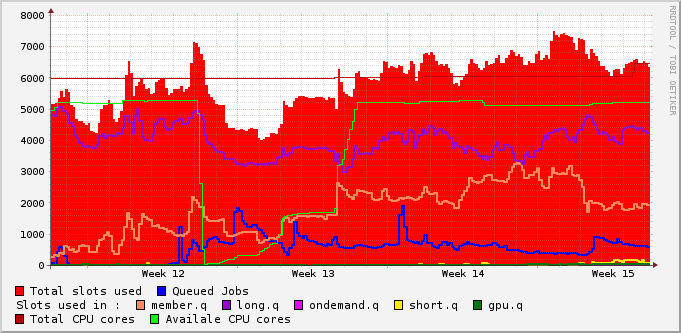 8000
7000
6000
5000
4000
3000
2000
1000
0
Week 12 Week 13 Week 14 Week 15
Total slots used Queued Jobs
Slots used in : member.q long.q ondemand.q short.q gpu.q
Total CPU cores Availale CPU cores
RRDTOOL / TOBI OETIKER